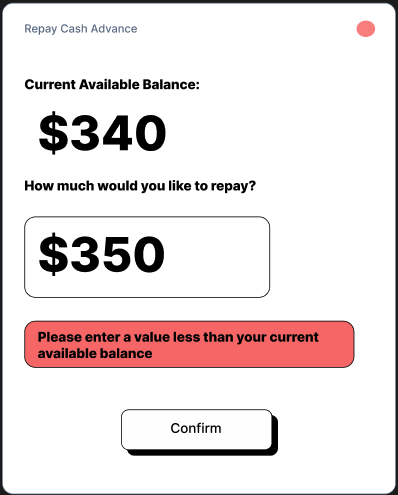 Repay Cash Advance
Current Available Balance:
$340
How much would you like to repay?
$350
Please enter a value less than your current
available balance
Confirm